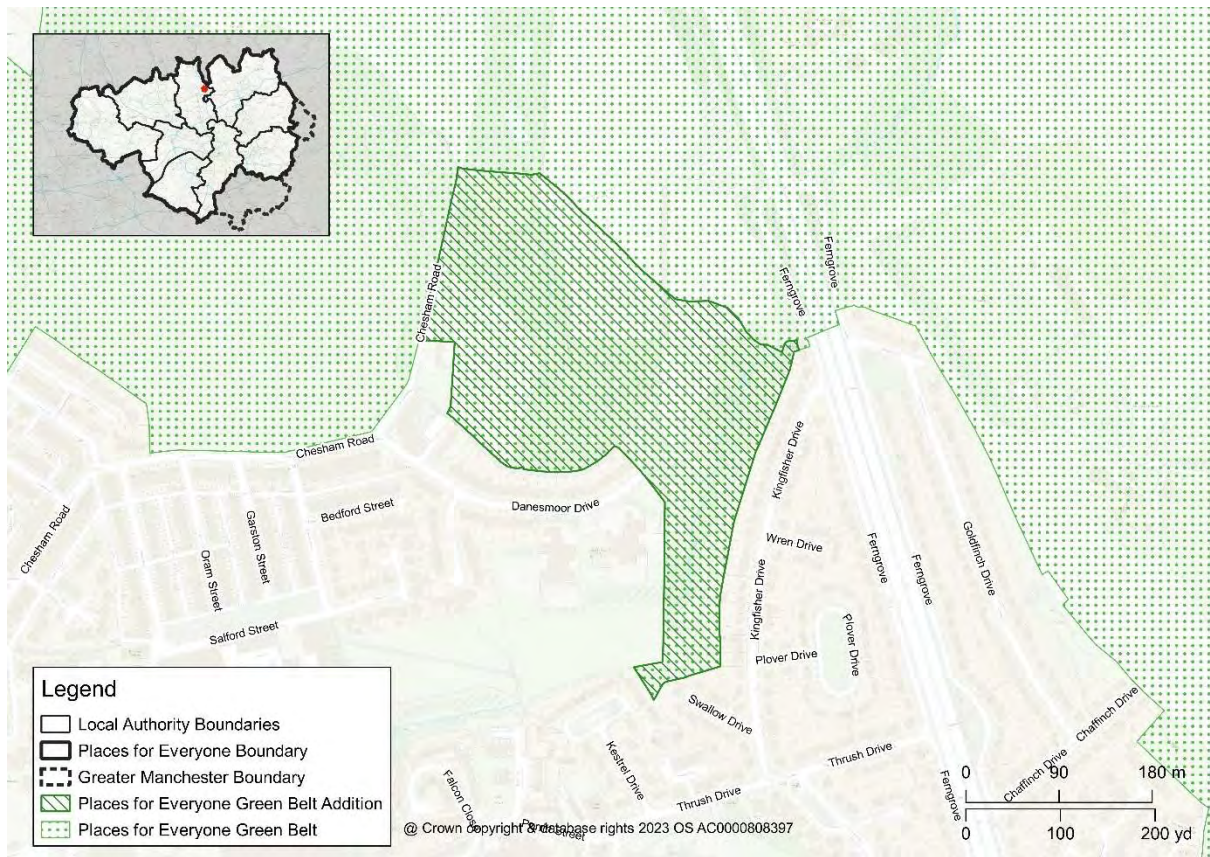 Ferngrove
Ferngrove
Chesham Road
Chesham Road
Kingfisher Drive
Danesmoor Drive
Bedford Street
Garston Street
Oram Street
Chesham Road
Salford Street
Wren Drive
Kingfisher Drive
Ferngrove
Ferngrove
Goldfinch Drive
Plover Drive
Plover Drive
Swallow Drive
Kestrel Drive
Thrush Drive
Thrush Drive
Falcon Close
Chaffinch Drive
Chaffinch Drive
Ferngrove
Legend
Local Authority Boundaries
Places for Everyone Boundary
Greater Manchester Boundary
Places for Everyone Green Belt Addition
Places for Everyone Green Belt
@ Crown copyright & database rights 2023 OS AC0000808397
0 90 180 m
0 100 200 yd